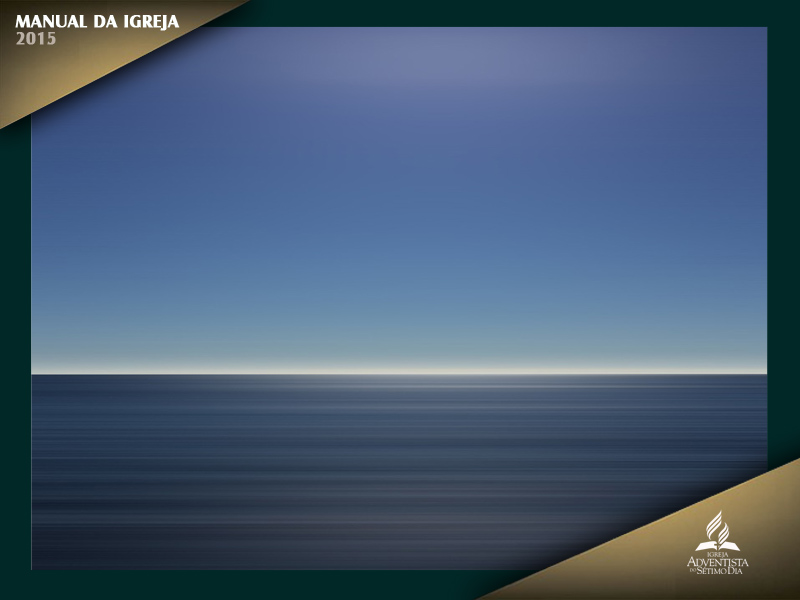 MANUAL DA IGREJA
2015
IGREJA
ADVENTISTA
DO SÉTIMO DIA